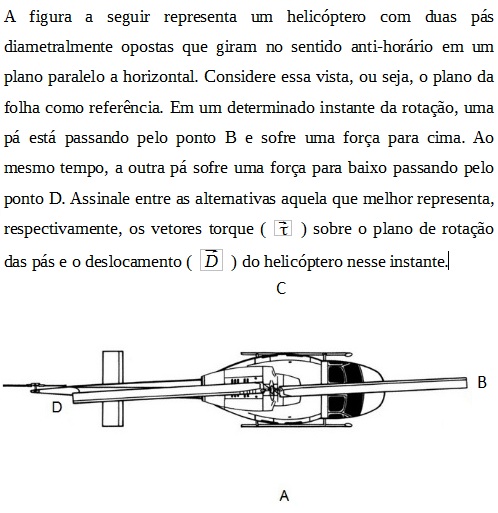 A figura a seguir representa um helicóptero com duas pás
diametralmente opostas que giram no sentido anti-horário em um
plano paralelo a horizontal. Considere essa vista, ou seja, o plano da
folha como referência. Em um determinado instante da rotação, uma
pá está passando pelo ponto B e sofre uma força para cima. Ao
mesmo tempo, a outra pá sofre uma força para baixo passando pelo
ponto D. Assinale entre as alternativas aquela que melhor representa,
respectivamente, os vetores torque ( τ⃗ ) sobre o plano de rotação
das pás e o deslocamento ( D⃗ ) do helicóptero nesse instante.
C
B
D
A